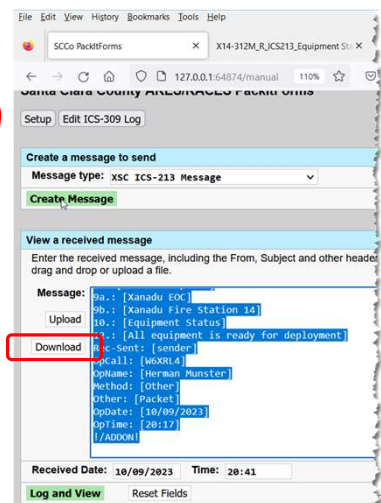 File Edit View History Bookmarks Tools Help
SCCo PackItForms × X14-312M_R_ICS213_Equipment Sta ×
127.0.0.1:64874/manual 110%
Santa Clara County ARES/RACES PackItForms
Setup Edit ICS-309 Log
Create a message to send
Message type: XSC ICS-213 Message
Create Message
View a received message
Enter the received message, including the From, Subject and other header
drag and drop or upload a file.
Message:
Upload
Download
9a.: [Xanadu EOC]
9b.: [Xanadu Fire Station 14]
10.: [Equipment Status]
12.: [All equipment is ready for deployment]
Rec-Sent: [sender]
OpCall: [W6XRL4]
OpName: [Herman Munster]
Method: [Other]
Other: [Packet]
OpDate: [10/09/2023]
OpTime: [20:17]
!/ADDON!
Received Date: 10/09/2023 Time: 20:41
Log and View Reset Fields